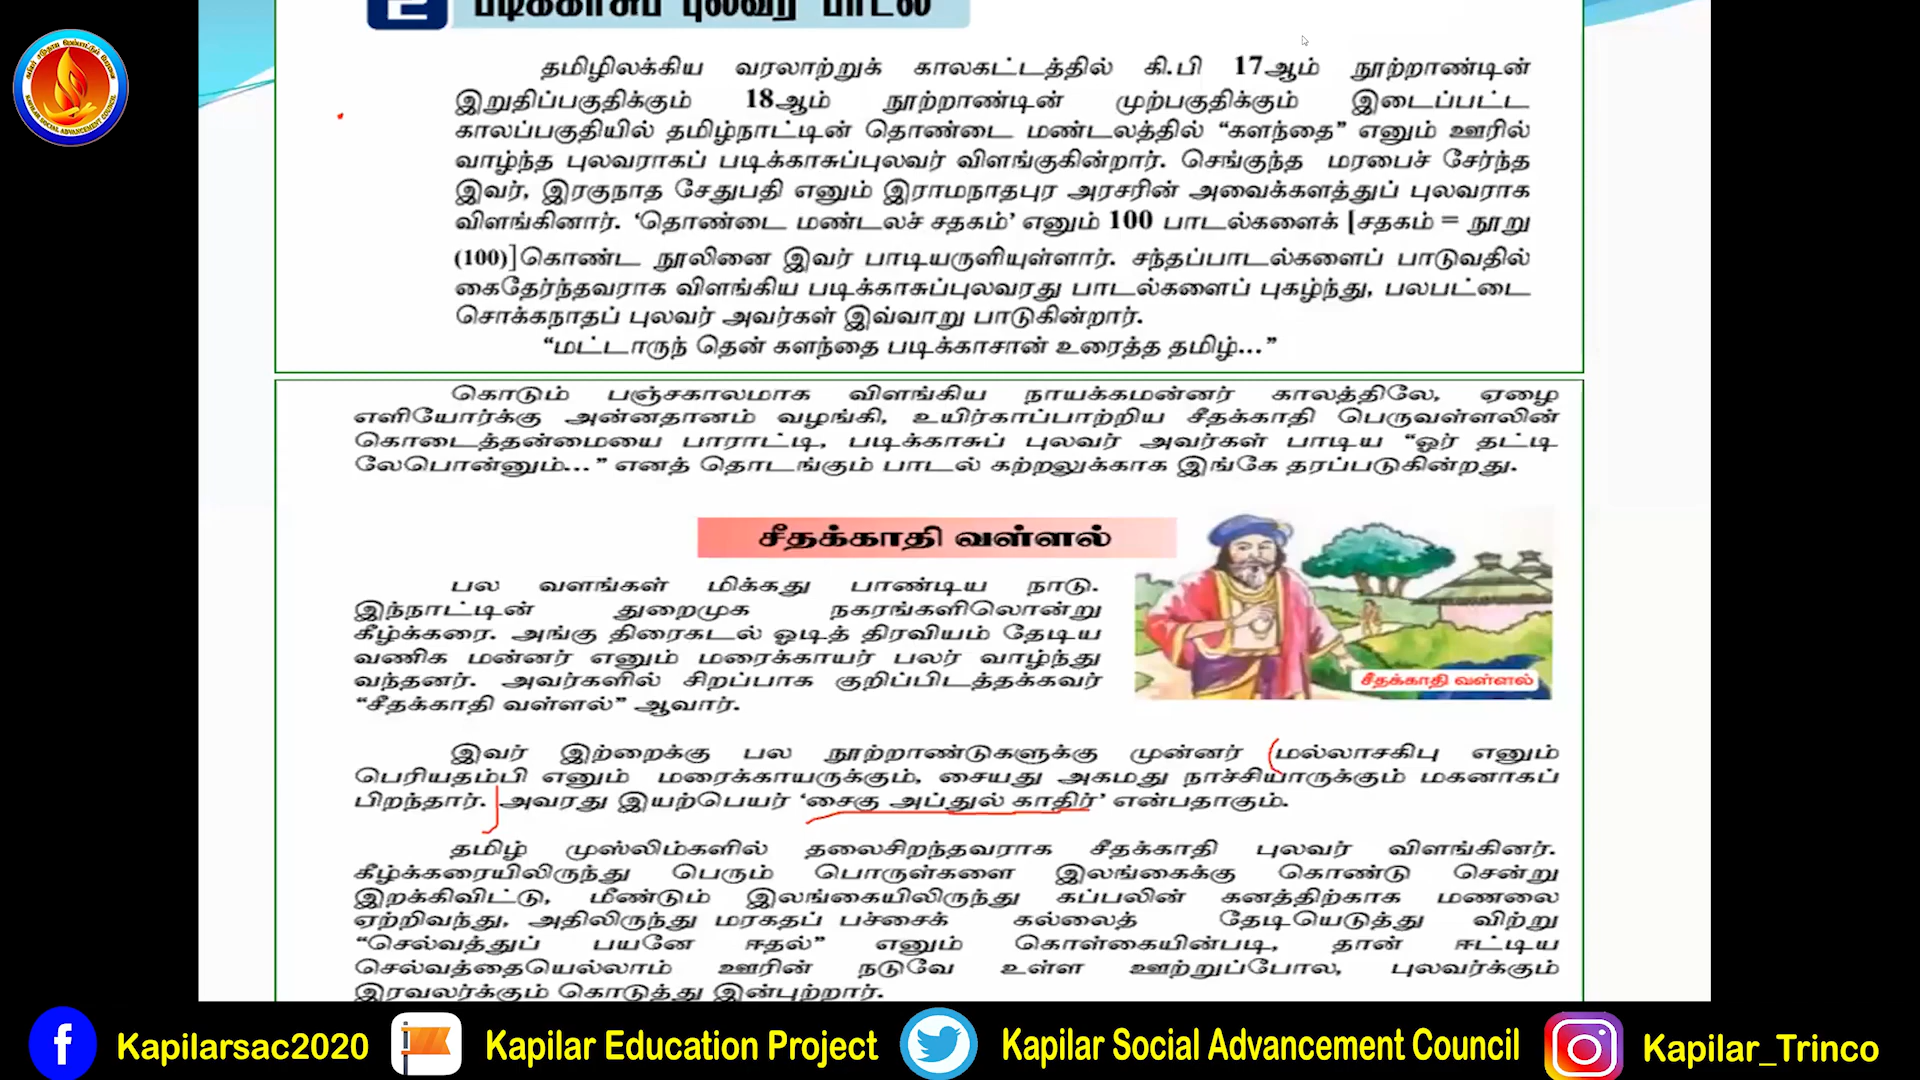 2 படிக்காசுப் புலவர் பாடல்
தமிழிலக்கிய வரலாற்றுக் காலகட்டத்தில் கி.பி 17ஆம் நூற்றாண்டின்
இறுதிப்பகுதிக்கும் 18ஆம் நூற்றாண்டின் முற்பகுதிக்கும் இடைப்பட்ட
காலப்பகுதியில் தமிழ்நாட்டின் தொண்டை மண்டலத்தில் “களந்தை” எனும் ஊரில்
வாழ்ந்த புலவராகப் படிக்காசுப்புலவர் விளங்குகின்றார். செங்குந்த மரபைச் சேர்ந்த
இவர், இரகுநாத சேதுபதி எனும் இராமநாதபுர அரசரின் அவைக்களத்துப் புலவராக
விளங்கினார். ‘தொண்டை மண்டலச் சதகம்’ எனும் 100 பாடல்களைக் [சதகம் = நூறு
(100)]கொண்ட நூலினை இவர் பாடியருளியுள்ளார். சந்தப்பாடல்களைப் பாடுவதில்
கைதேர்ந்தவராக விளங்கிய படிக்காசுப்புலவரது பாடல்களைப் புகழ்ந்து, பலபட்டை
சொக்கநாதப் புலவர் அவர்கள் இவ்வாறு பாடுகின்றார்.
“மட்டாருந் தென் களந்தை படிக்காசான் உரைத்த தமிழ்...”
கொடும் பஞ்சகாலமாக விளங்கிய நாயக்கமன்னர் காலத்திலே, ஏழை
எளியோர்க்கு அன்னதானம் வழங்கி, உயிர்காப்பாற்றிய சீதக்காதி பெருவள்ளலின்
கொடைத்தன்மையை பாராட்டி, படிக்காசுப் புலவர் அவர்கள் பாடிய “ஓர் தட்டி
லேபொன்னும்...” எனத் தொடங்கும் பாடல் கற்றலுக்காக இங்கே தரப்படுகின்றது.
சீதக்காதி வள்ளல்
பல வளங்கள் மிக்கது பாண்டிய நாடு.
இந்நாட்டின் துறைமுக நகரங்களிலொன்று
கீழ்க்கரை. அங்கு திரைகடல் ஓடித் திரவியம் தேடிய
வணிக மன்னர் எனும் மரைக்காயர் பலர் வாழ்ந்து
வந்தனர். அவர்களில் சிறப்பாக குறிப்பிடத்தக்கவர்
“சீதக்காதி வள்ளல்” ஆவார்.
சீதக்காதி வள்ளல்
இவர் இற்றைக்கு பல நூற்றாண்டுகளுக்கு முன்னர் மல்லாசகிபு எனும்
பெரியதம்பி எனும் மரைக்காயருக்கும், சையது அகமது நாச்சியாருக்கும் மகனாகப்
பிறந்தார். அவரது இயற்பெயர் ‘சைகு அப்துல் காதிர்’ என்பதாகும்.
தமிழ் முஸ்லிம்களில் தலைசிறந்தவராக சீதக்காதி புலவர் விளங்கினர்.
கீழ்க்கரையிலிருந்து பெரும் பொருள்களை இலங்கைக்கு கொண்டு சென்று
இறக்கிவிட்டு, மீண்டும் இலங்கையிலிருந்து கப்பலின் கனத்திற்காக மணலை
ஏற்றிவந்து, அதிலிருந்து மரகதப் பச்சைக் கல்லைத் தேடியெடுத்து விற்று
“செல்வத்துப் பயனே ஈதல்” எனும் கொள்கையின்படி, தான் ஈட்டிய
செல்வத்தையெல்லாம் ஊரின் நடுவே உள்ள ஊற்றுப்போல, புலவர்க்கும்
இரவலர்க்கும் கொடுத்து இன்புற்றார்.
Kapilarsac2020 Kapilar Education Project Kapilar Social Advancement Council Kapilar_Trinco